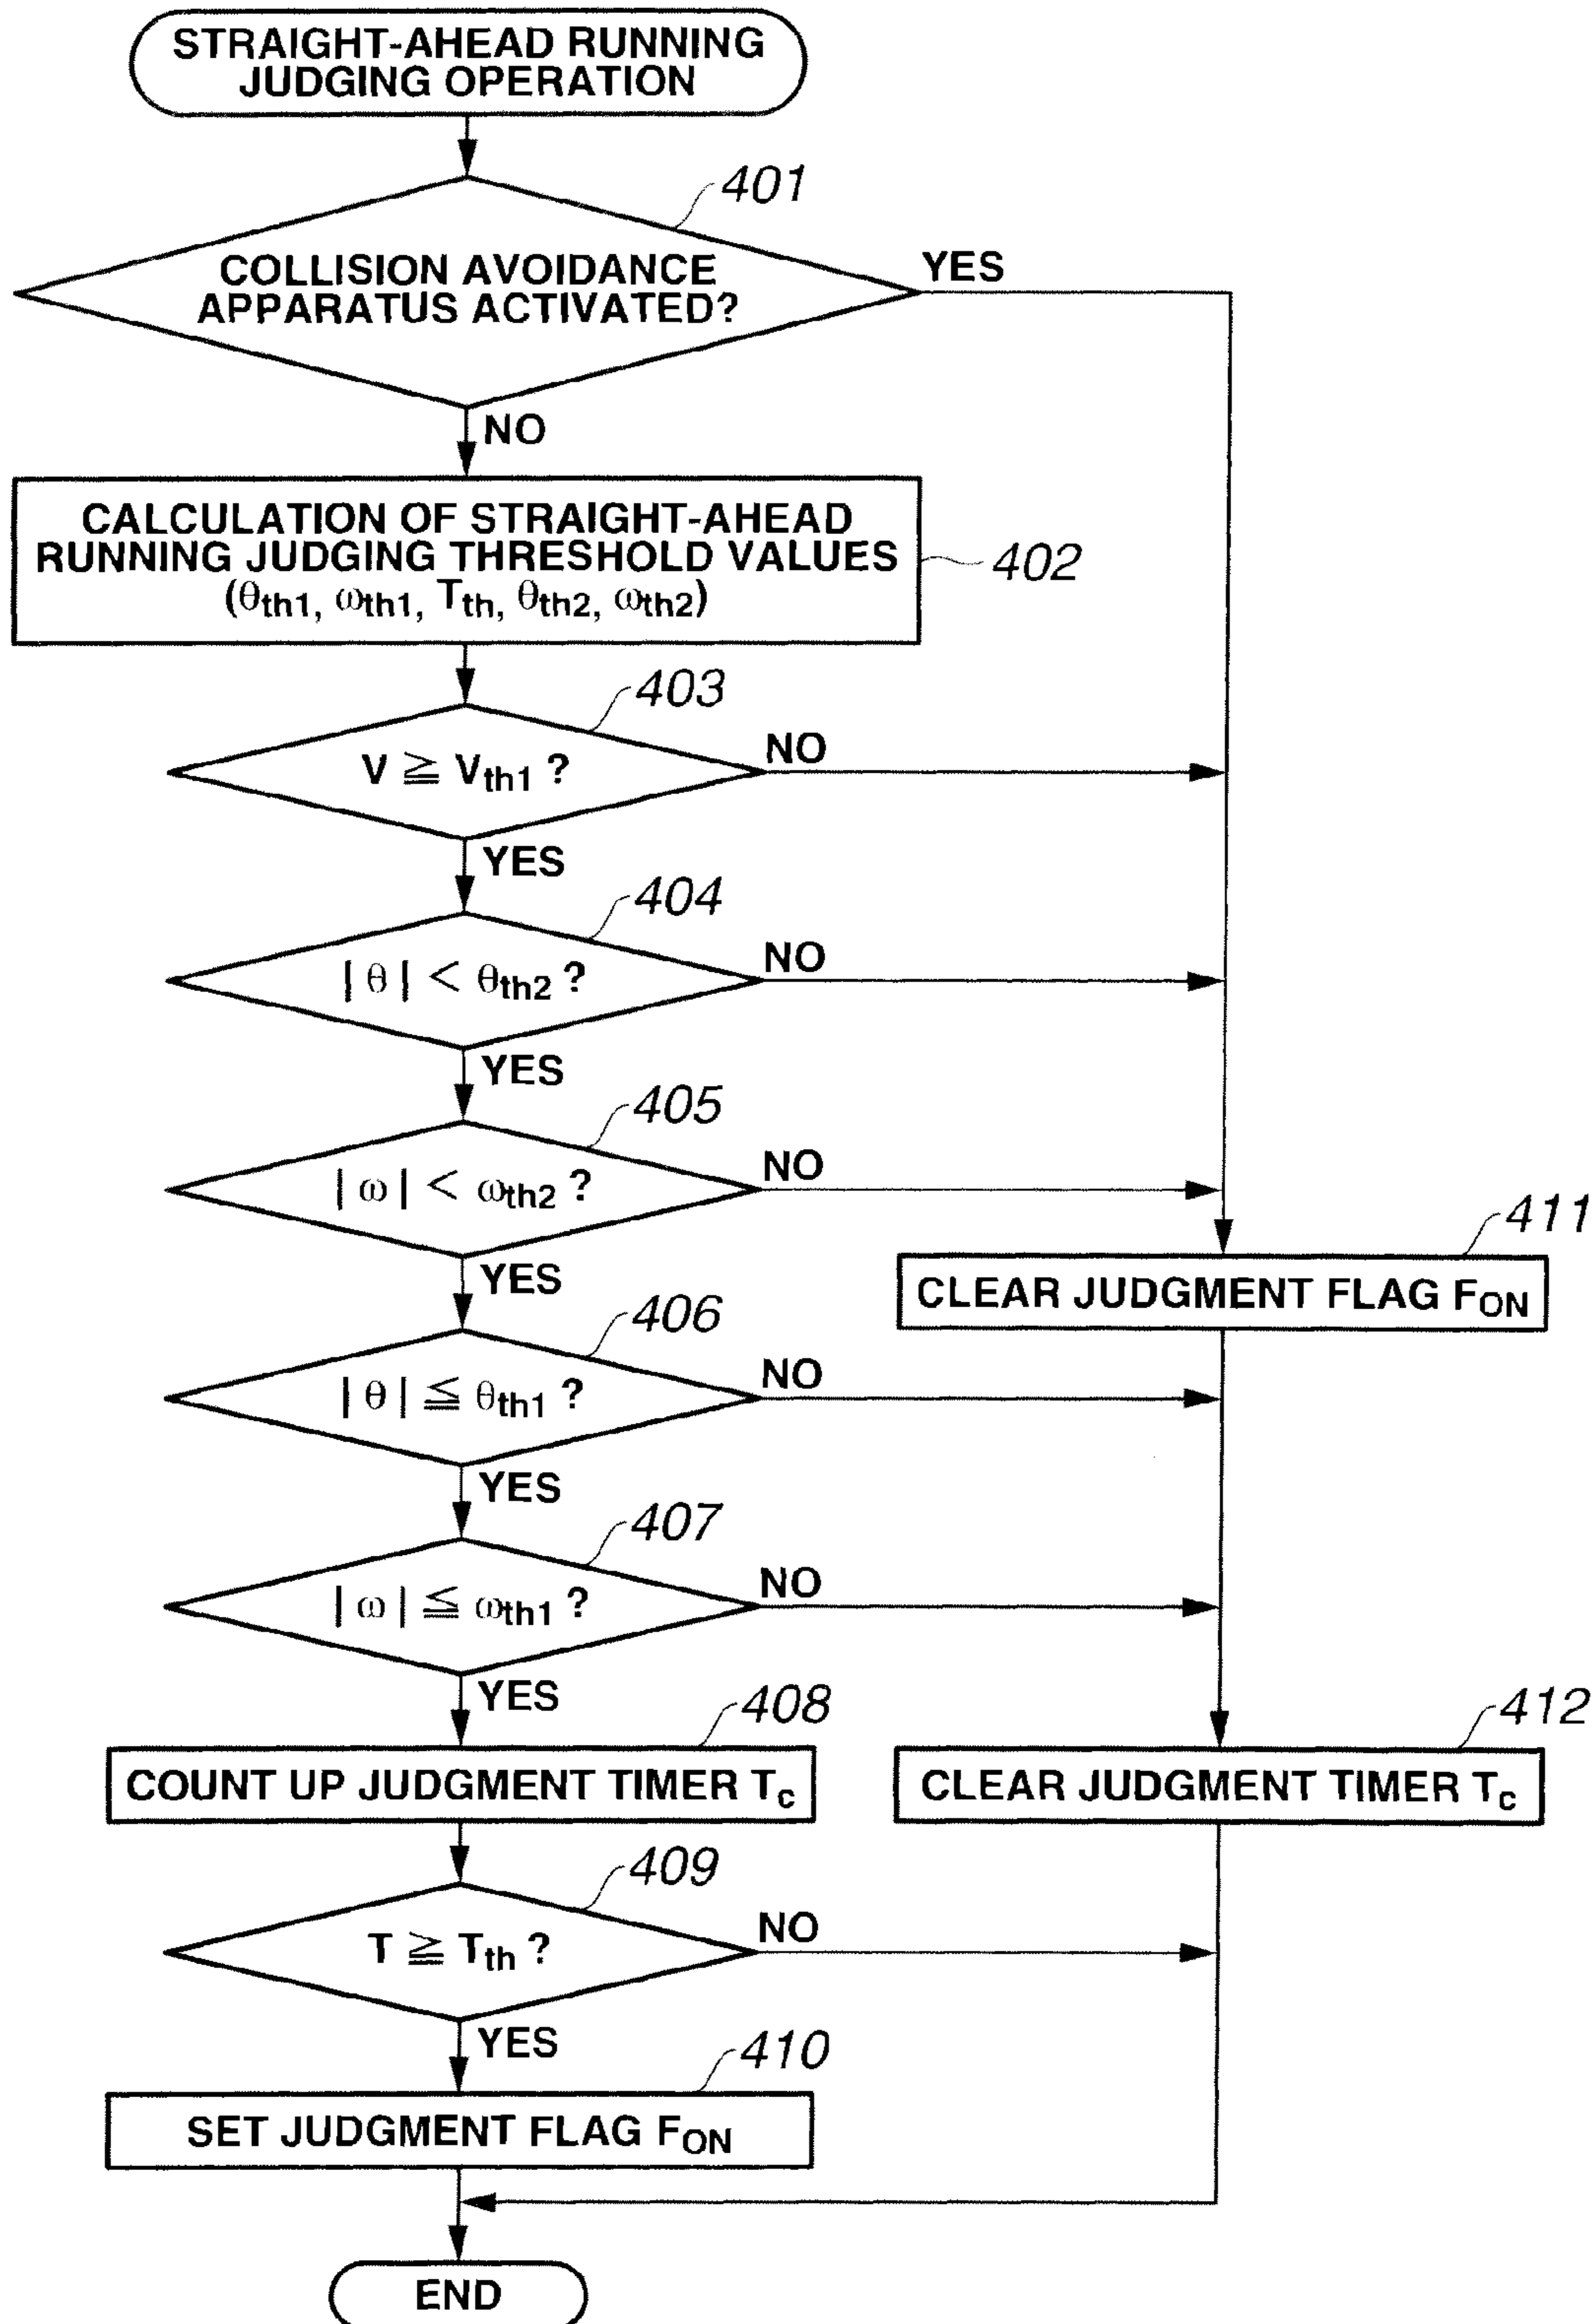 STRAIGHT-AHEAD RUNNING
JUDGING OPERATION
401
COLLISION AVOIDANCE
APPARATUS ACTIVATED?
YES
NO
CALCULATION OF STRAIGHT-AHEAD
RUNNING JUDGING THRESHOLD VALUES
(θth1, ωth1, Tth, θth2, ωth2)
402
403
V ≧ Vth1 ?
NO
YES
404
| θ | < θth2 ?
NO
YES
405
| ω | < ωth2 ?
NO
YES
411
CLEAR JUDGMENT FLAG FON
406
| θ | ≦ θth1 ?
NO
YES
407
| ω | ≦ ωth1 ?
NO
YES
408
COUNT UP JUDGMENT TIMER Tc
412
CLEAR JUDGMENT TIMER Tc
409
T ≧ Tth ?
NO
YES
410
SET JUDGMENT FLAG FON
END